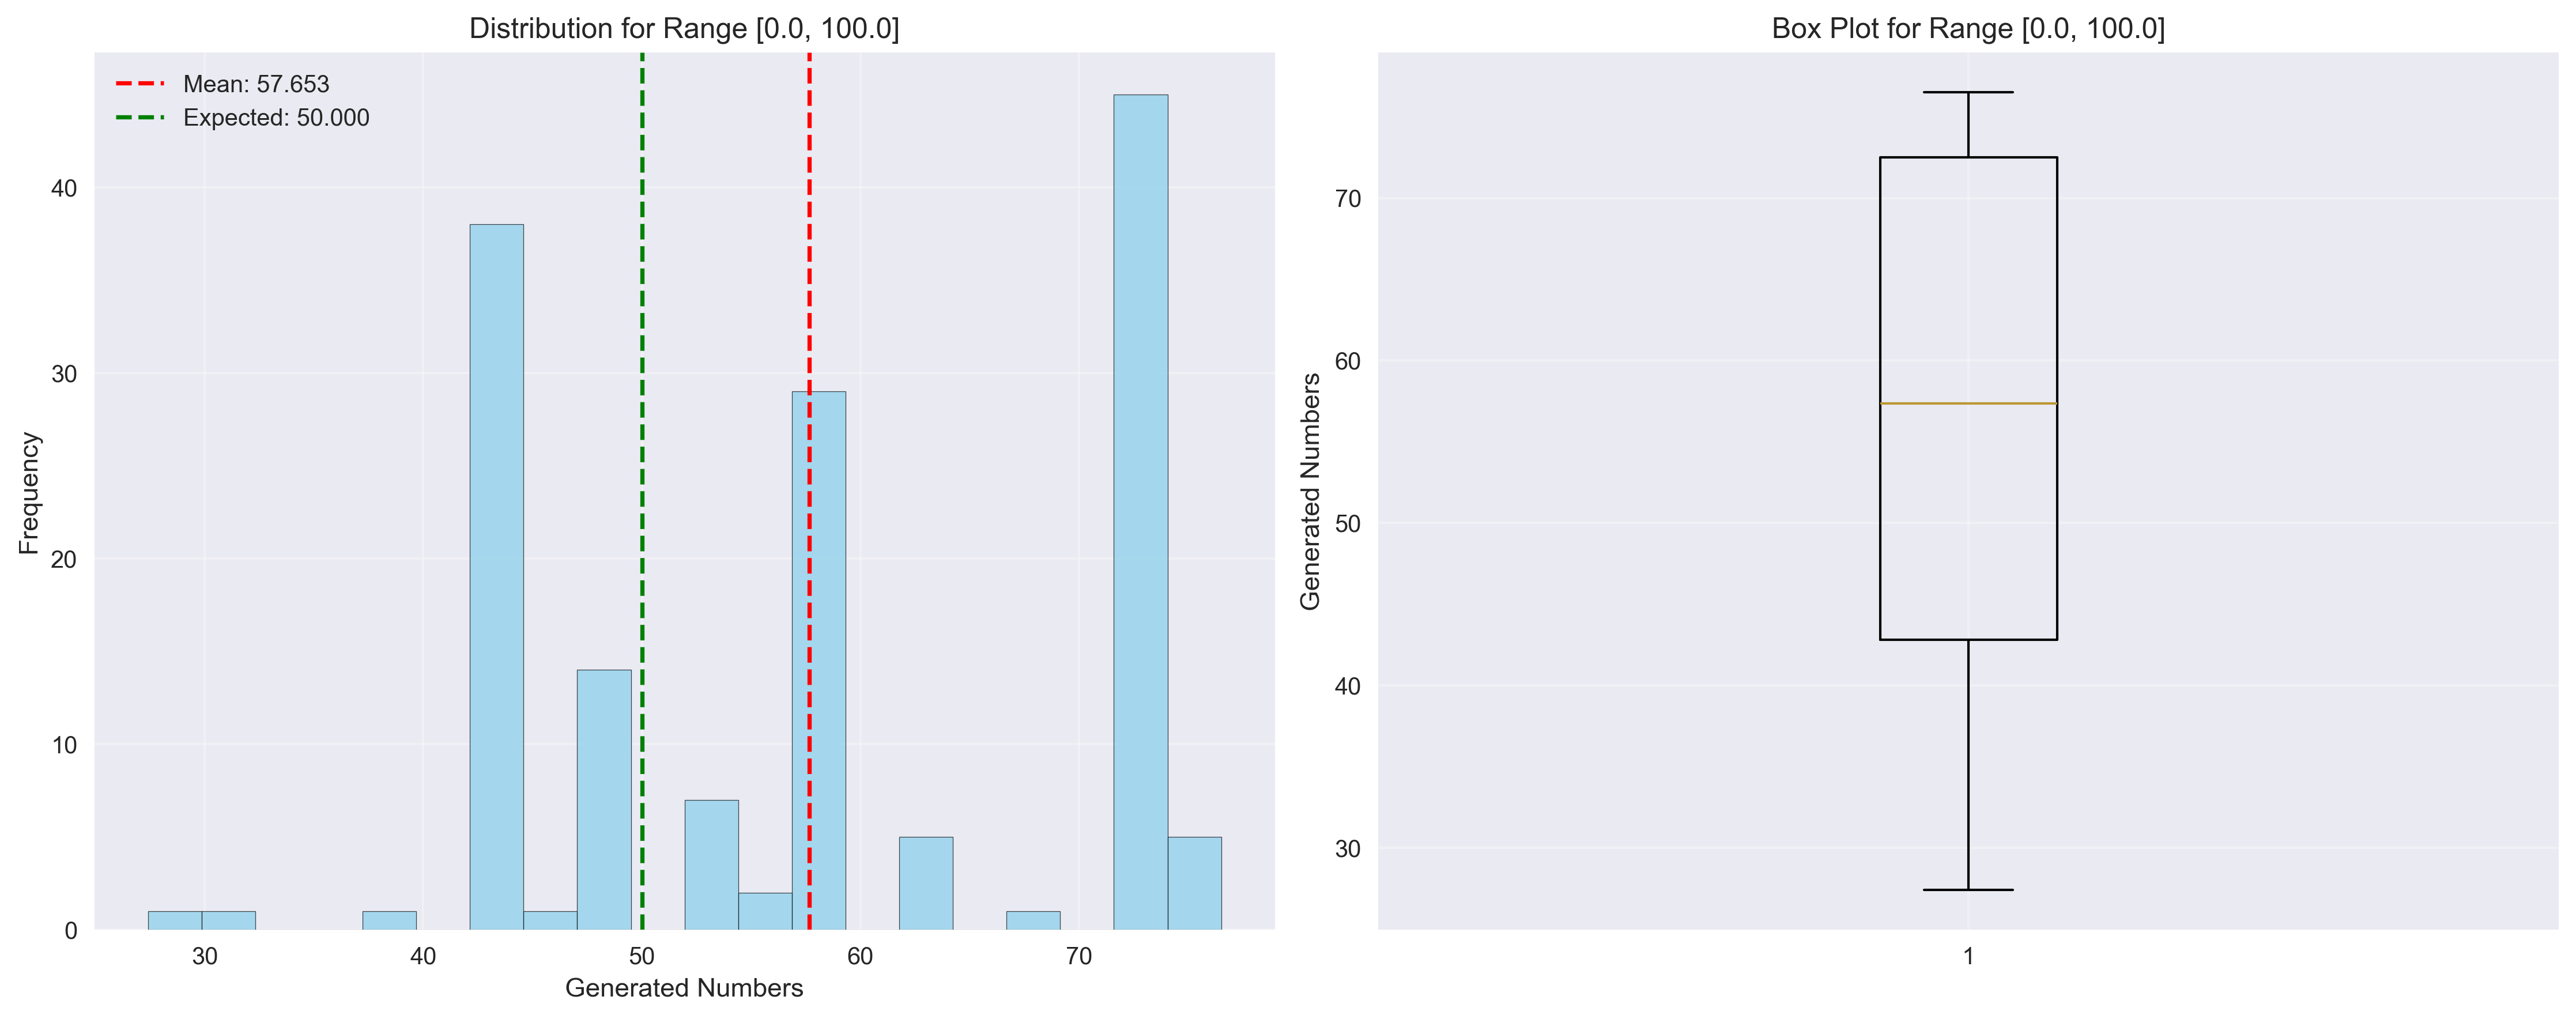 Distribution for Range [0.0, 100.0]
Mean: 57.653
Expected: 50.000
Frequency
40
30
20
10
0
30
40
50
60
70
Generated Numbers
Box Plot for Range [0.0, 100.0]
Generated Numbers
70
60
50
40
30
1